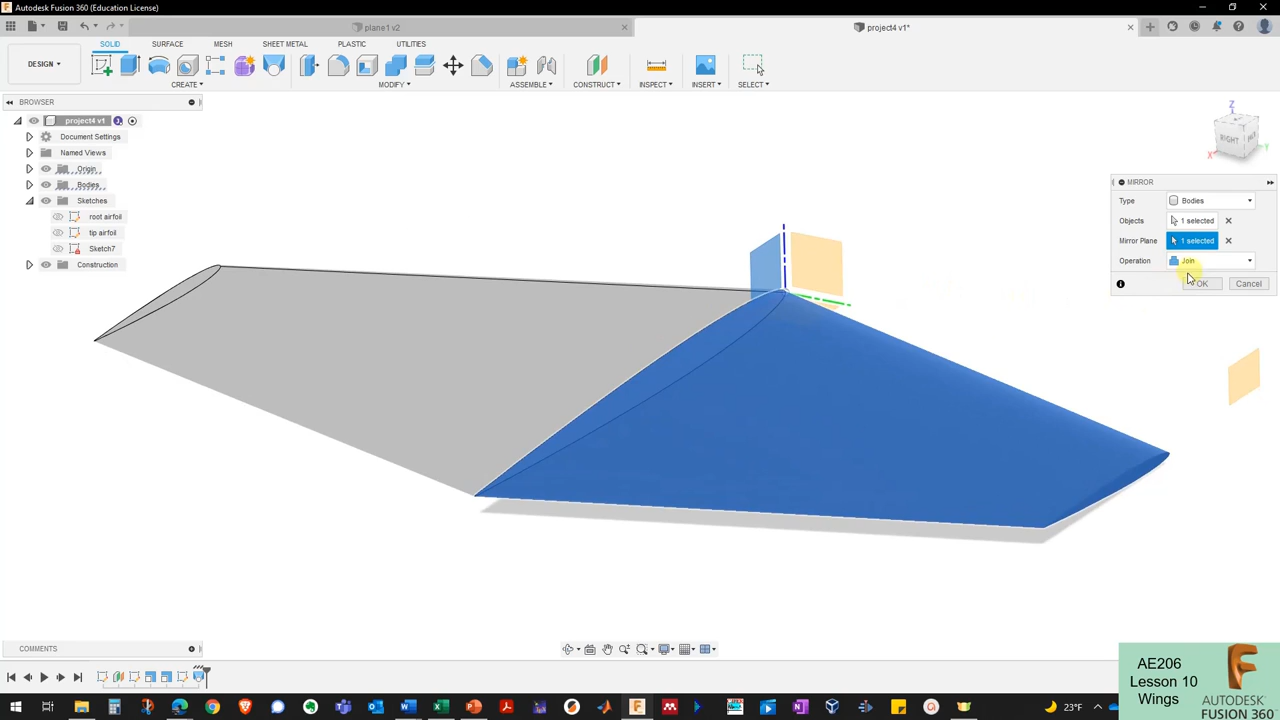 Autodesk Fusion 360 (Education License)
plane1 v2
project4 v1*
SOLID SURFACE MESH SHEET METAL PLASTIC UTILITIES
DESIGN
CREATE MODIFY ASSEMBLE CONSTRUCT INSPECT INSERT SELECT
BROWSER
project4 v1
Document Settings
Named Views
Origin
Bodies
Sketches
root airfoil
tip airfoil
Sketch7
Construction
Z
RIGHT
X
Y
MIRROR
Type Bodies
Objects 1 selected
Mirror Plane 1 selected
Operation Join
OK Cancel
COMMENTS
AE206
Lesson 10
Wings
AUTODESK
FUSION 360
23°F